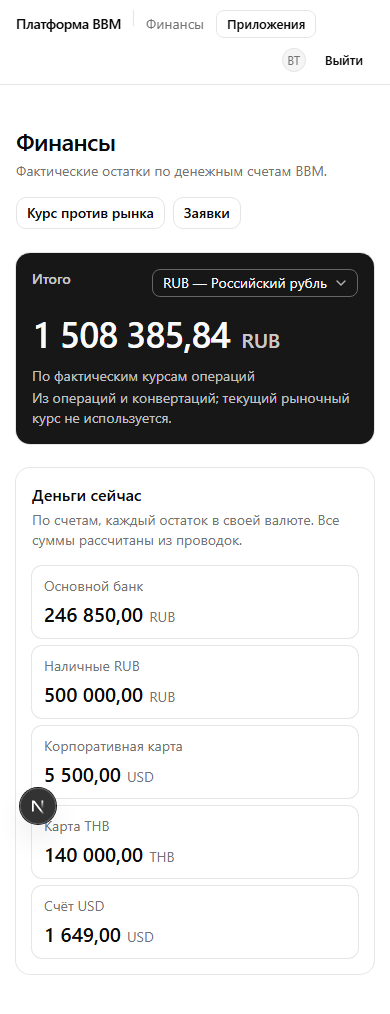 Платформа BBM
Финансы
Приложения
ВТ
Выйти
Финансы
Фактические остатки по денежным счетам BBM.
Курс против рынка
Заявки
Итого
RUB — Российский рубль
1 508 385,84 RUB
По фактическим курсам операций
Из операций и конвертаций; текущий рыночный
курс не используется.
Деньги сейчас
По счетам, каждый остаток в своей валюте. Все
суммы рассчитаны из проводок.
Основной банк
246 850,00 RUB
Наличные RUB
500 000,00 RUB
Корпоративная карта
5 500,00 USD
N
Карта THB
140 000,00 THB
Счёт USD
1 649,00 USD